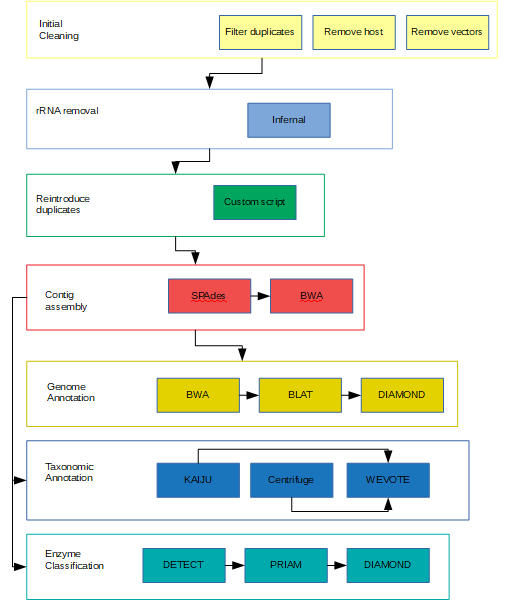 Initial
Cleaning
Filter duplicates
Remove host
Remove vectors
rRNA removal
Infernal
Reintroduce
duplicates
Custom script
Contig
assembly
SPAdes
BWA
Genome
Annotation
BWA
BLAT
DIAMOND
Taxonomic
Annotation
KAIJU
Centrifuge
WEVOTE
Enzyme
Classification
DETECT
PRIAM
DIAMOND